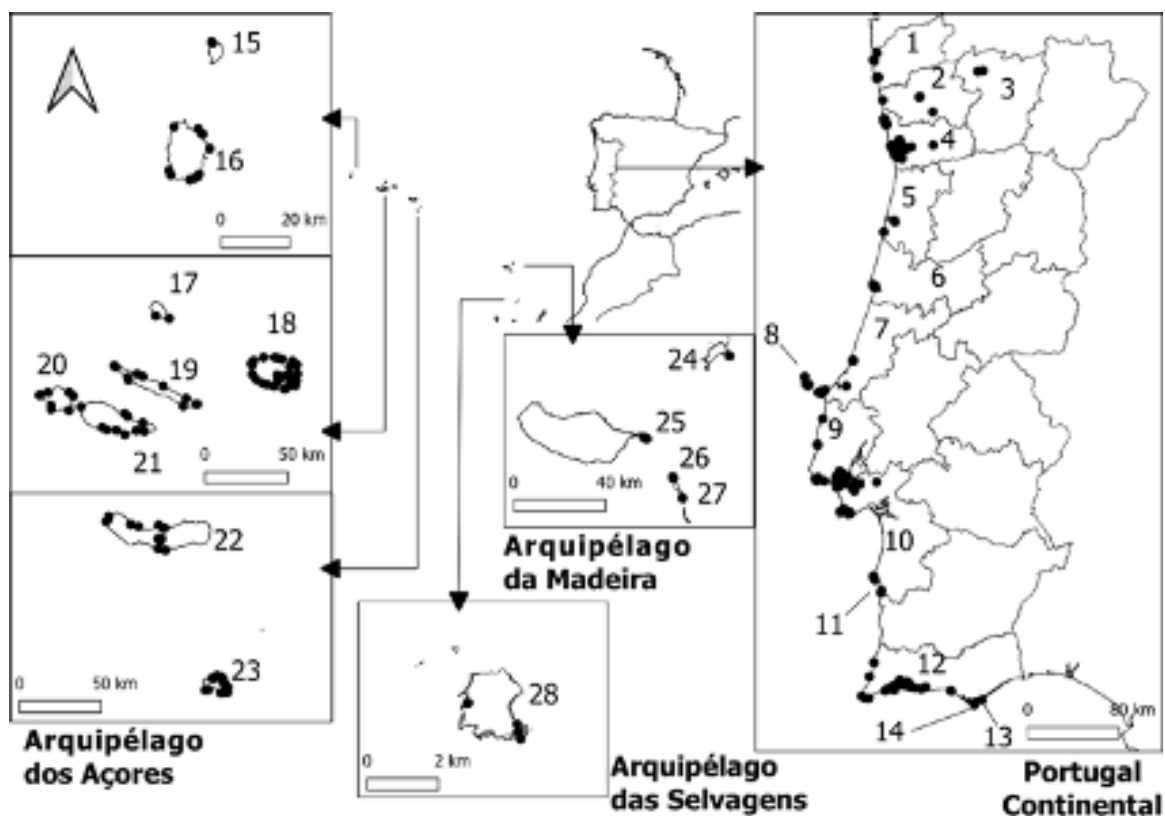 15
16
0 20 km
17
18
19
20
21
0 50 km
22
23
0 50 km
Arquipélago
dos Açores
24
25
26
27
0 40 km
Arquipélago
da Madeira
28
0 2 km
Arquipélago
das Selvagens
1
2
3
4
5
6
7
8
9
10
11
12
13
14
0 80 km
Portugal
Continental